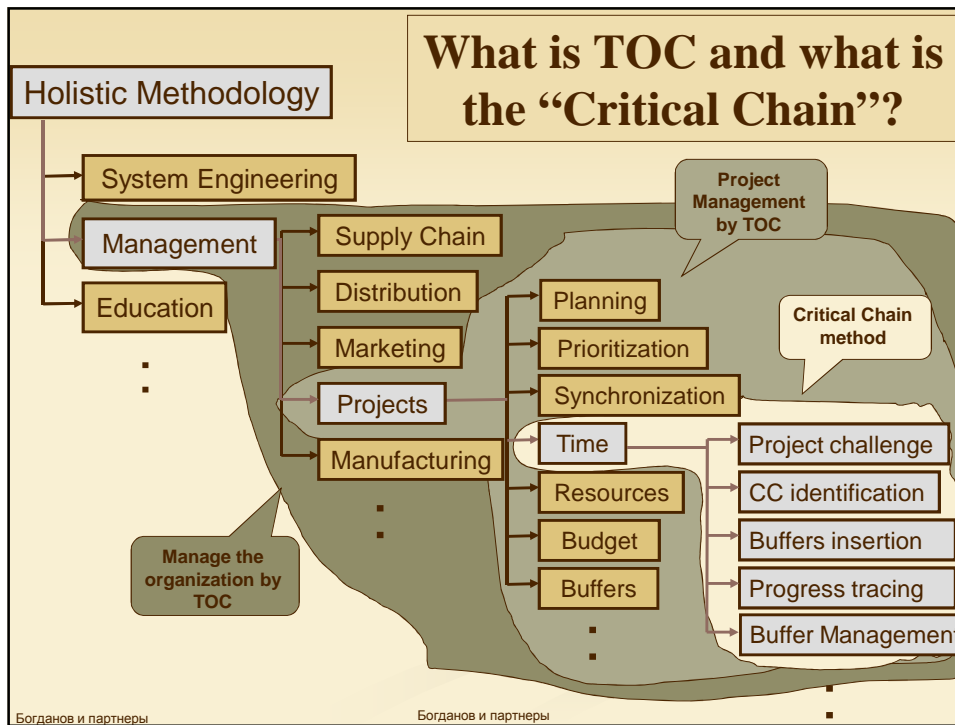 What is TOC and what is
the “Critical Chain”?
Holistic Methodology
System Engineering
Management
Education
Supply Chain
Distribution
Marketing
Projects
Manufacturing
Project
Management
by TOC
Planning
Prioritization
Synchronization
Time
Resources
Budget
Buffers
Critical Chain
method
Project challenge
CC identification
Buffers insertion
Progress tracing
Buffer Management
Manage the
organization by
TOC
Богданов и партнеры
Богданов и партнеры